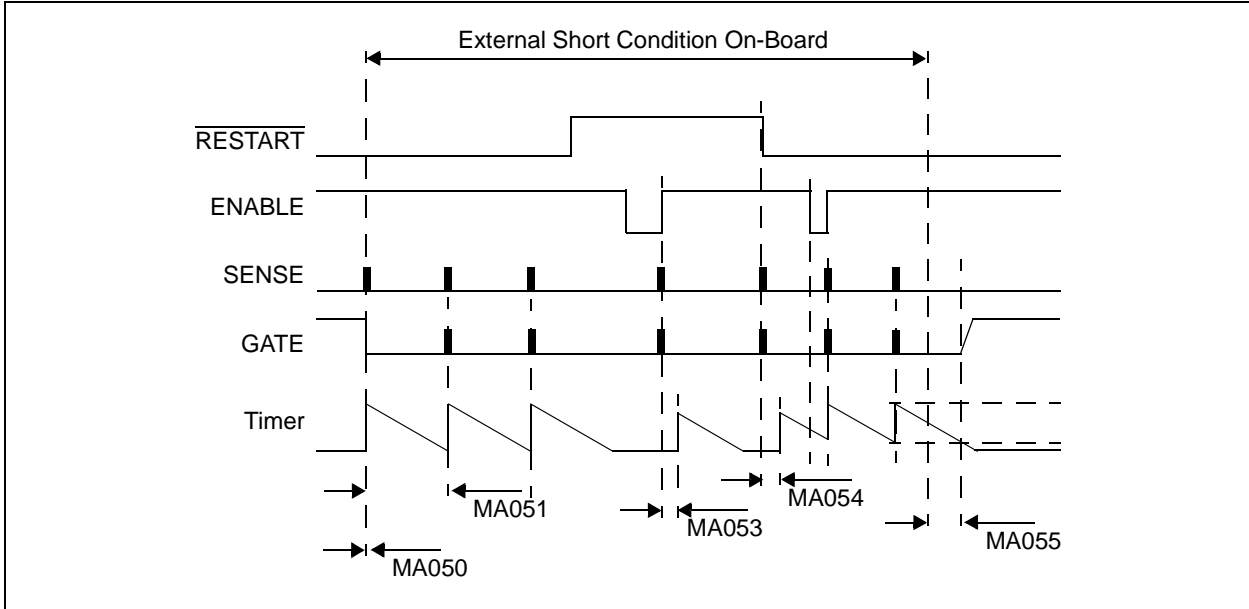 External Short Condition On-Board
RESTART
ENABLE
SENSE
GATE
Timer
MA051
MA054
MA053
MA055
MA050